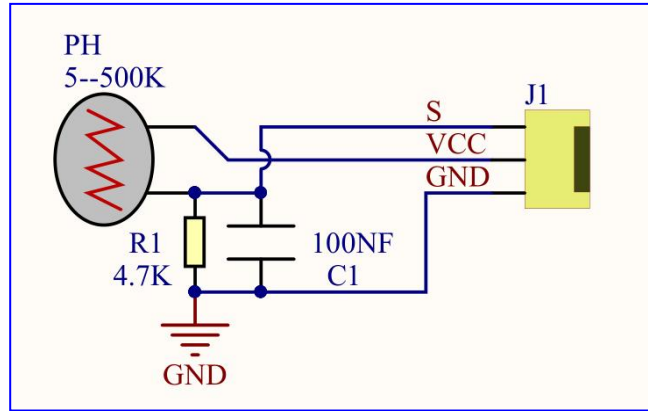 PH
5--500K
J1
S
VCC
GND
R1
4.7K
100NF
C1
GND